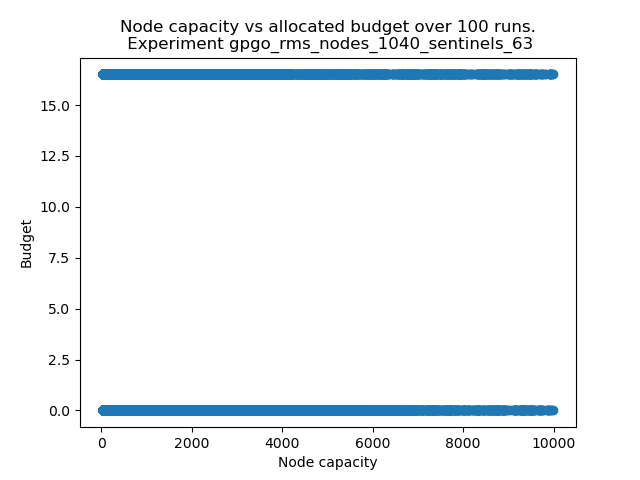 Node capacity vs allocated budget over 100 runs.
Experiment gpgo_rms_nodes_1040_sentinels_63
15.0
12.5
10.0
7.5
5.0
2.5
0.0
Budget
0 2000 4000 6000 8000 10000
Node capacity